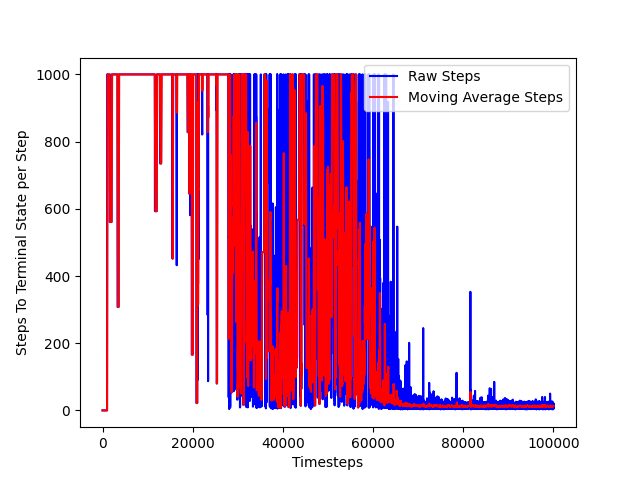 Raw Steps
Moving Average Steps
1000
800
600
400
200
0
Steps To Terminal State per Step
0 20000 40000 60000 80000 100000
Timesteps